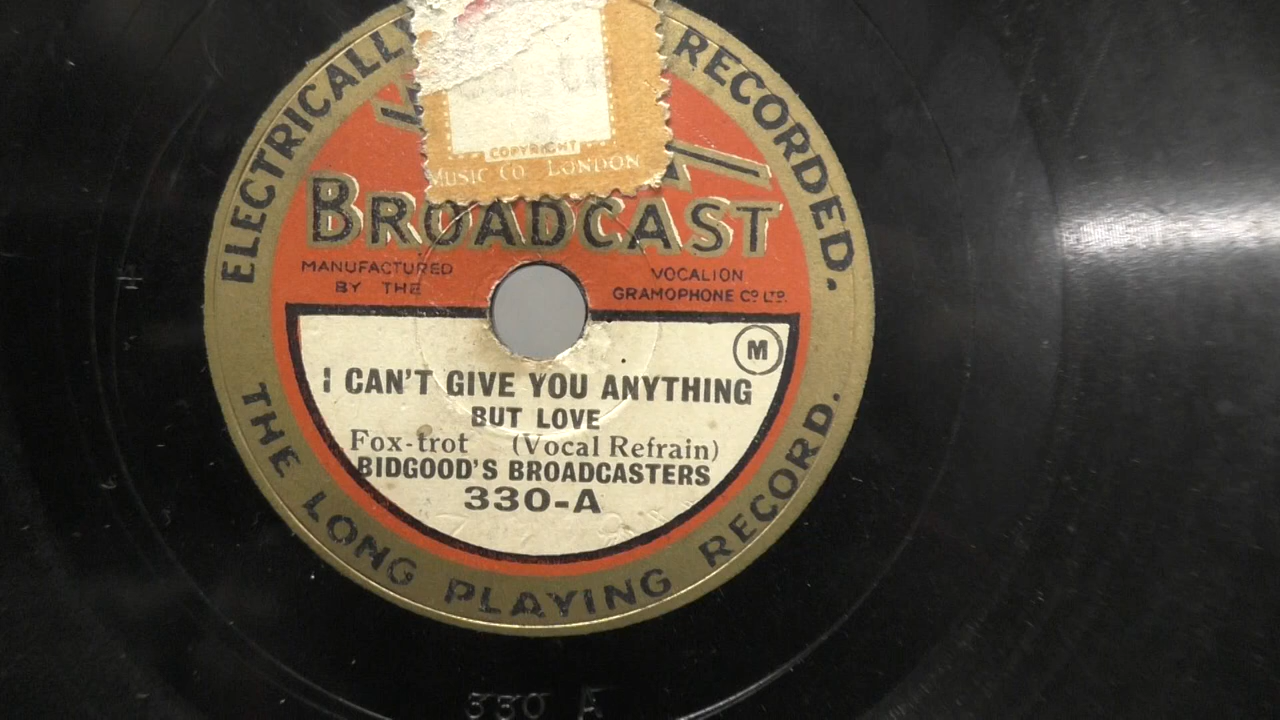 ELECTRICALLY RECORDED.
COPYRIGHT
MUSIC CO LONDON
BROADCAST
MANUFACTURED
BY THE
VOCALION
GRAMOPHONE Cº LTD.
M
I CAN'T GIVE YOU ANYTHING
BUT LOVE
Fox-trot (Vocal Refrain)
BIDGOOD'S BROADCASTERS
330-A
THE LONG PLAYING RECORD.
330 A